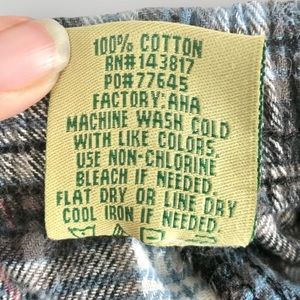 100% COTTON
RN#143817
PO#77645
FACTORY: AHA
MACHINE WASH COLD
WITH LIKE COLORS.
USE NON-CHLORINE
BLEACH IF NEEDED.
FLAT DRY OR LINE DRY
COOL IRON IF NEEDED.